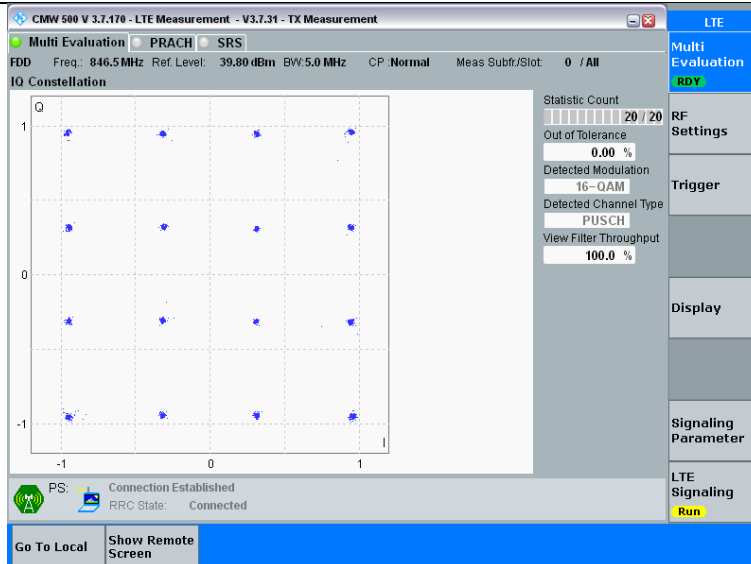 CMW 500 V 3.7.170 - LTE Measurement - V3.7.31 - TX Measurement
LTE
Multi Evaluation PRACH SRS
Multi
Evaluation
RDY
FDD Freq.: 846.5 MHz Ref. Level: 39.80 dBm BW: 5.0 MHz CP : Normal Meas Subfr./Slot: 0 / All
IQ Constellation
Q
1
0
-1
-1 0 1
I
Statistic Count
20 / 20
Out of Tolerance
0.00 %
Detected Modulation
16-QAM
Detected Channel Type
PUSCH
View Filter Throughput
100.0 %
RF
Settings
Trigger
Display
Signaling
Parameter
LTE
Signaling
Run
PS: Connection Established
RRC State: Connected
Go To Local
Show Remote
Screen